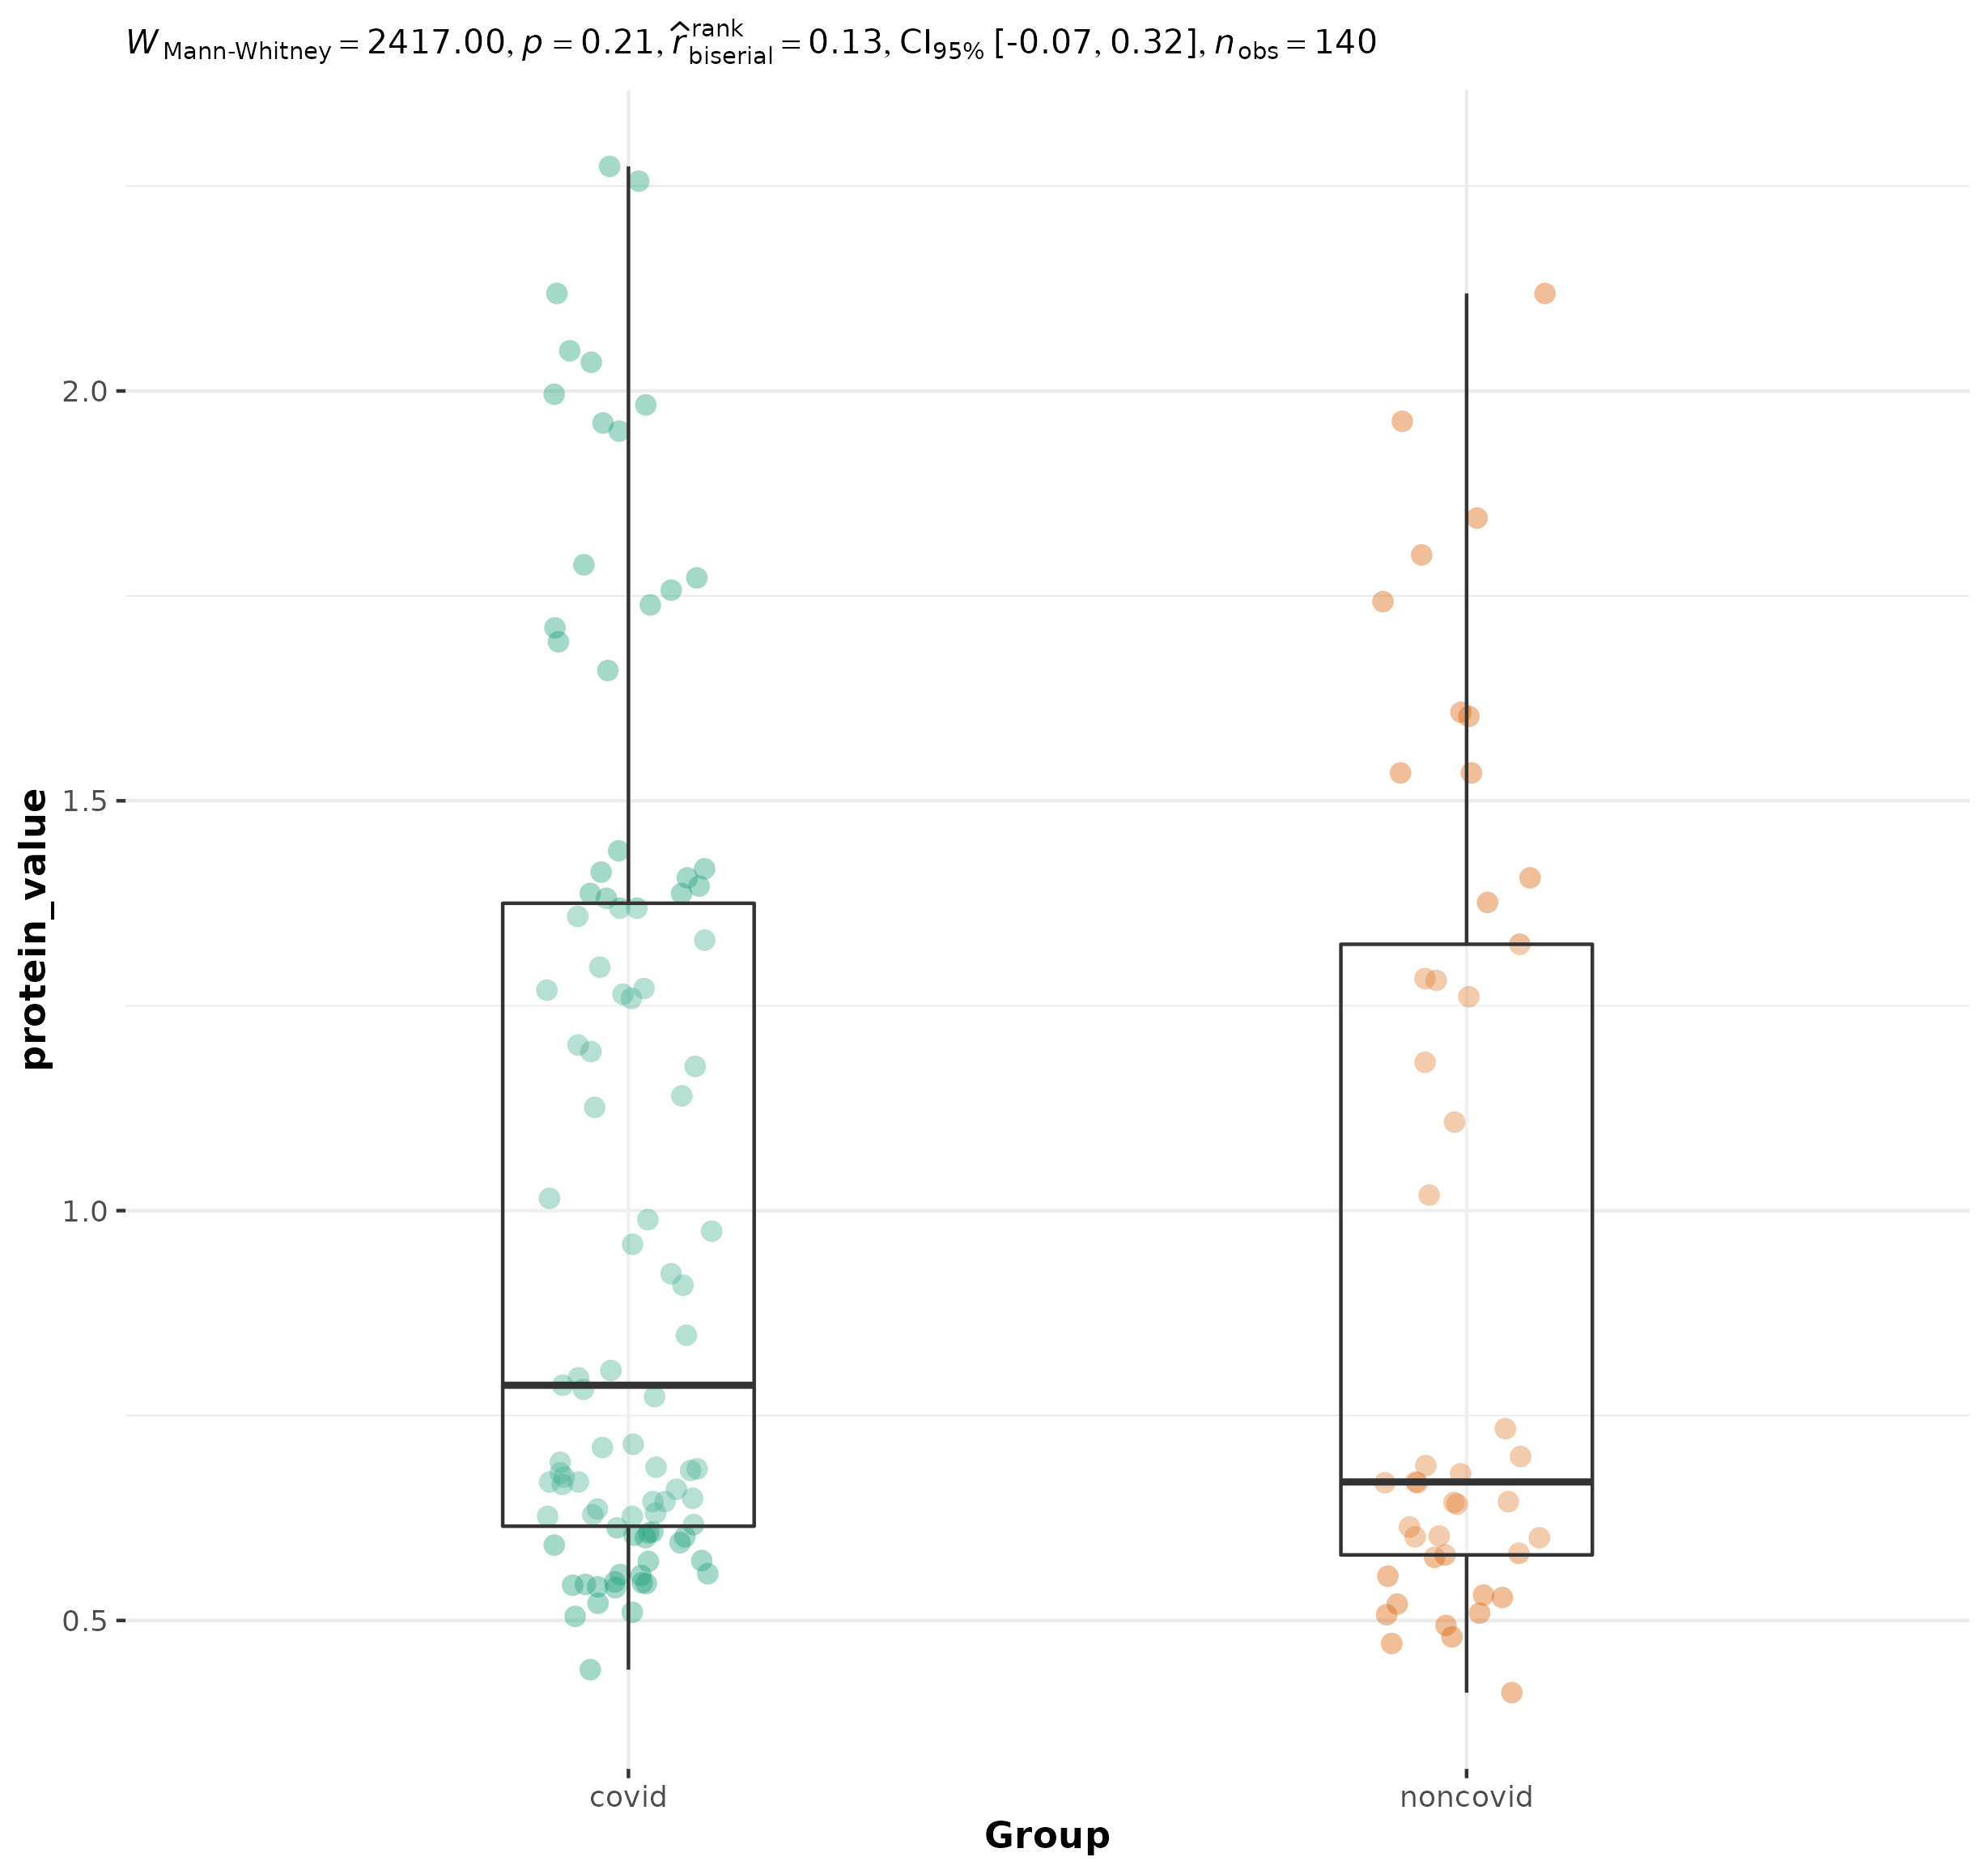 W Mann-Whitney = 2417.00, p = 0.21, r̂ rank biserial = 0.13, CI95% [-0.07, 0.32], n obs = 140
protein_value
2.0
1.5
1.0
0.5
covid noncovid
Group